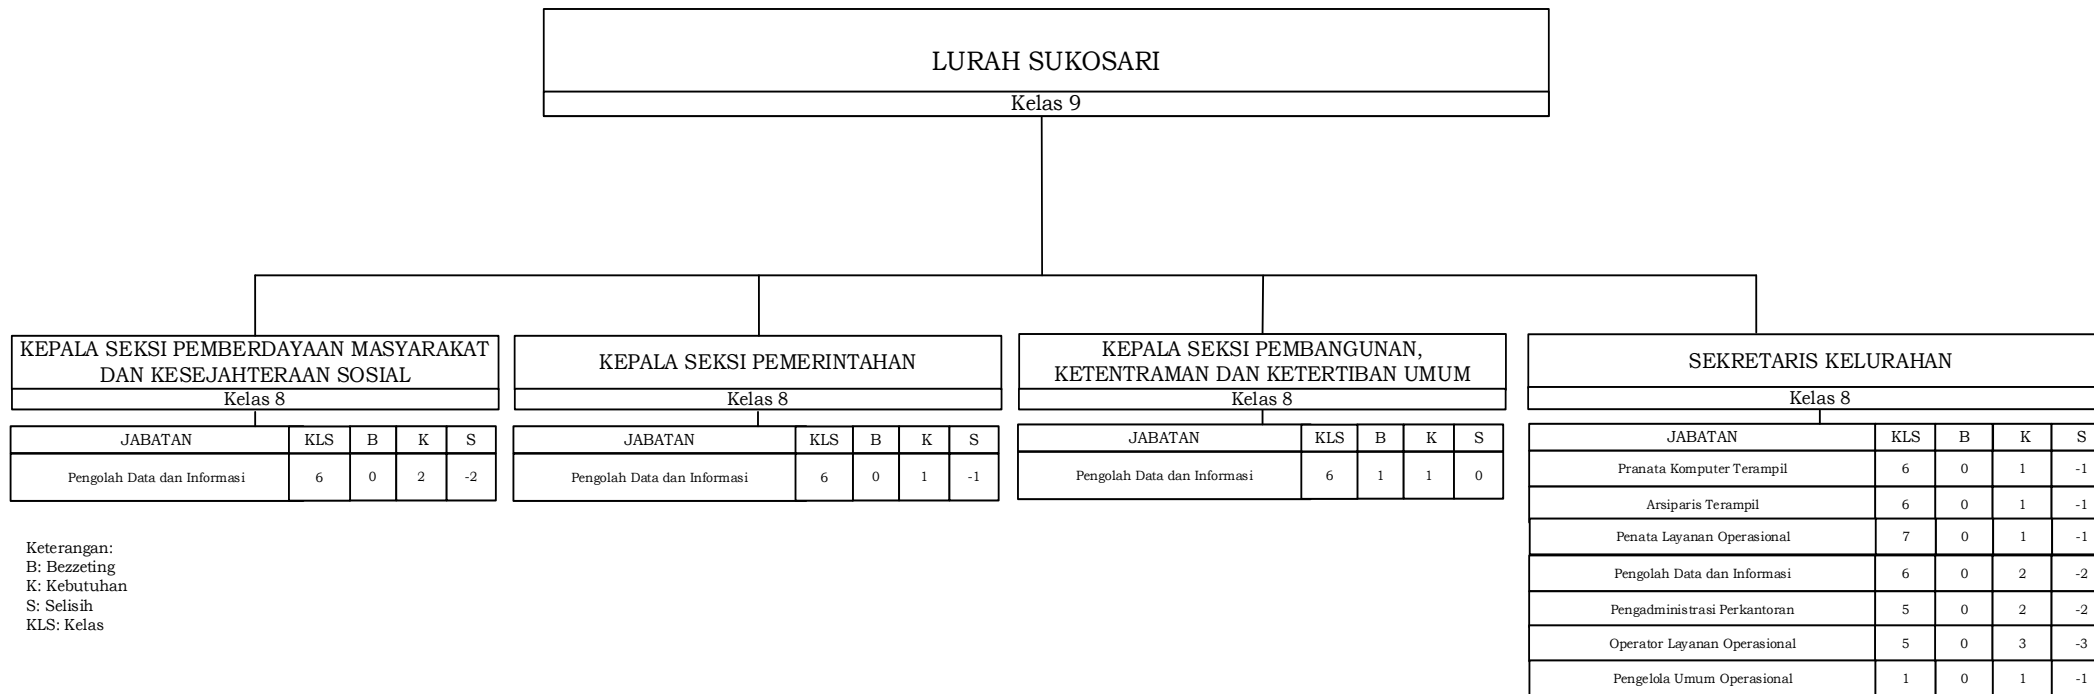 LURAH SUKOSARI
Kelas 9
KEPALA SEKSI PEMBERDAYAAN MASYARAKAT
DAN KESEJAHTERAAN SOSIAL
Kelas 8
JABATAN KLS B K S
Pengolah Data dan Informasi 6 0 2 -2
KEPALA SEKSI PEMERINTAHAN
Kelas 8
JABATAN KLS B K S
Pengolah Data dan Informasi 6 0 1 -1
KEPALA SEKSI PEMBANGUNAN,
KETENTRAMAN DAN KETERTIBAN UMUM
Kelas 8
JABATAN KLS B K S
Pengolah Data dan Informasi 6 1 1 0
SEKRETARIS KELURAHAN
Kelas 8
JABATAN KLS B K S
Pranata Komputer Terampil 6 0 1 -1
Arsiparis Terampil 6 0 1 -1
Penata Layanan Operasional 7 0 1 -1
Pengolah Data dan Informasi 6 0 2 -2
Pengadministrasi Perkantoran 5 0 2 -2
Operator Layanan Operasional 5 0 3 -3
Pengelola Umum Operasional 1 0 1 -1
Keterangan:
B: Bezzeting
K: Kebutuhan
S: Selisih
KLS: Kelas